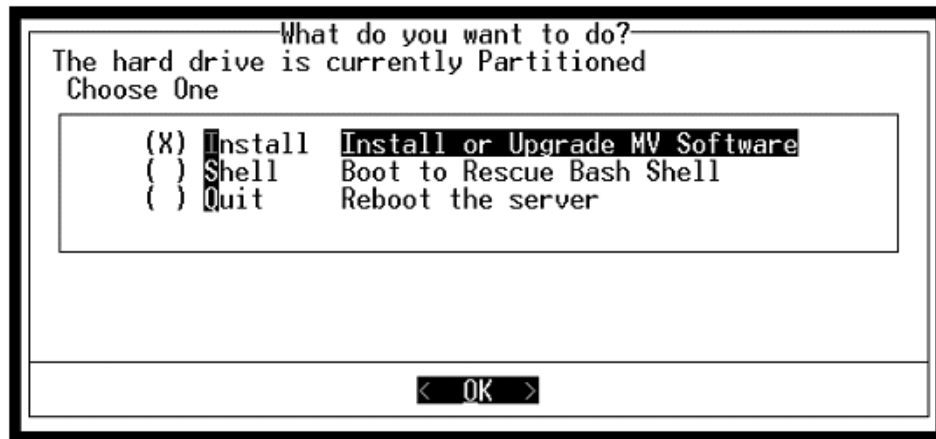 What do you want to do?
The hard drive is currently Partitioned
Choose One
(X) Install Install or Upgrade MV Software
( ) Shell Boot to Rescue Bash Shell
( ) Quit Reboot the server
< OK >